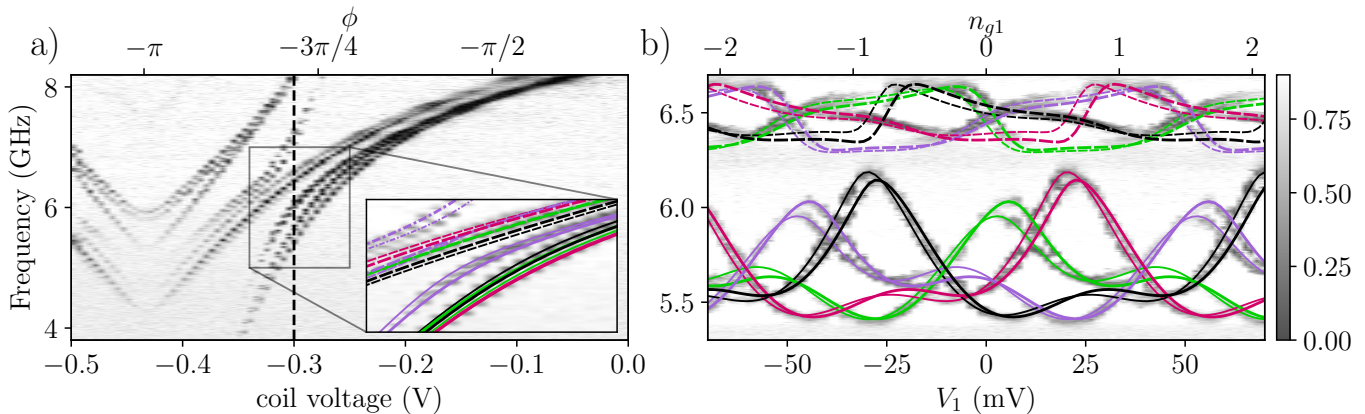 a)
ϕ
−π
−3π/4
−π/2
Frequency (GHz)
8
6
4
−0.5
−0.4
−0.3
−0.2
−0.1
0.0
coil voltage (V)
b)
n_{g1}
−2
−1
0
1
2
6.5
6.0
5.5
−50
−25
0
25
50
V_1 (mV)
0.75
0.50
0.25
0.00